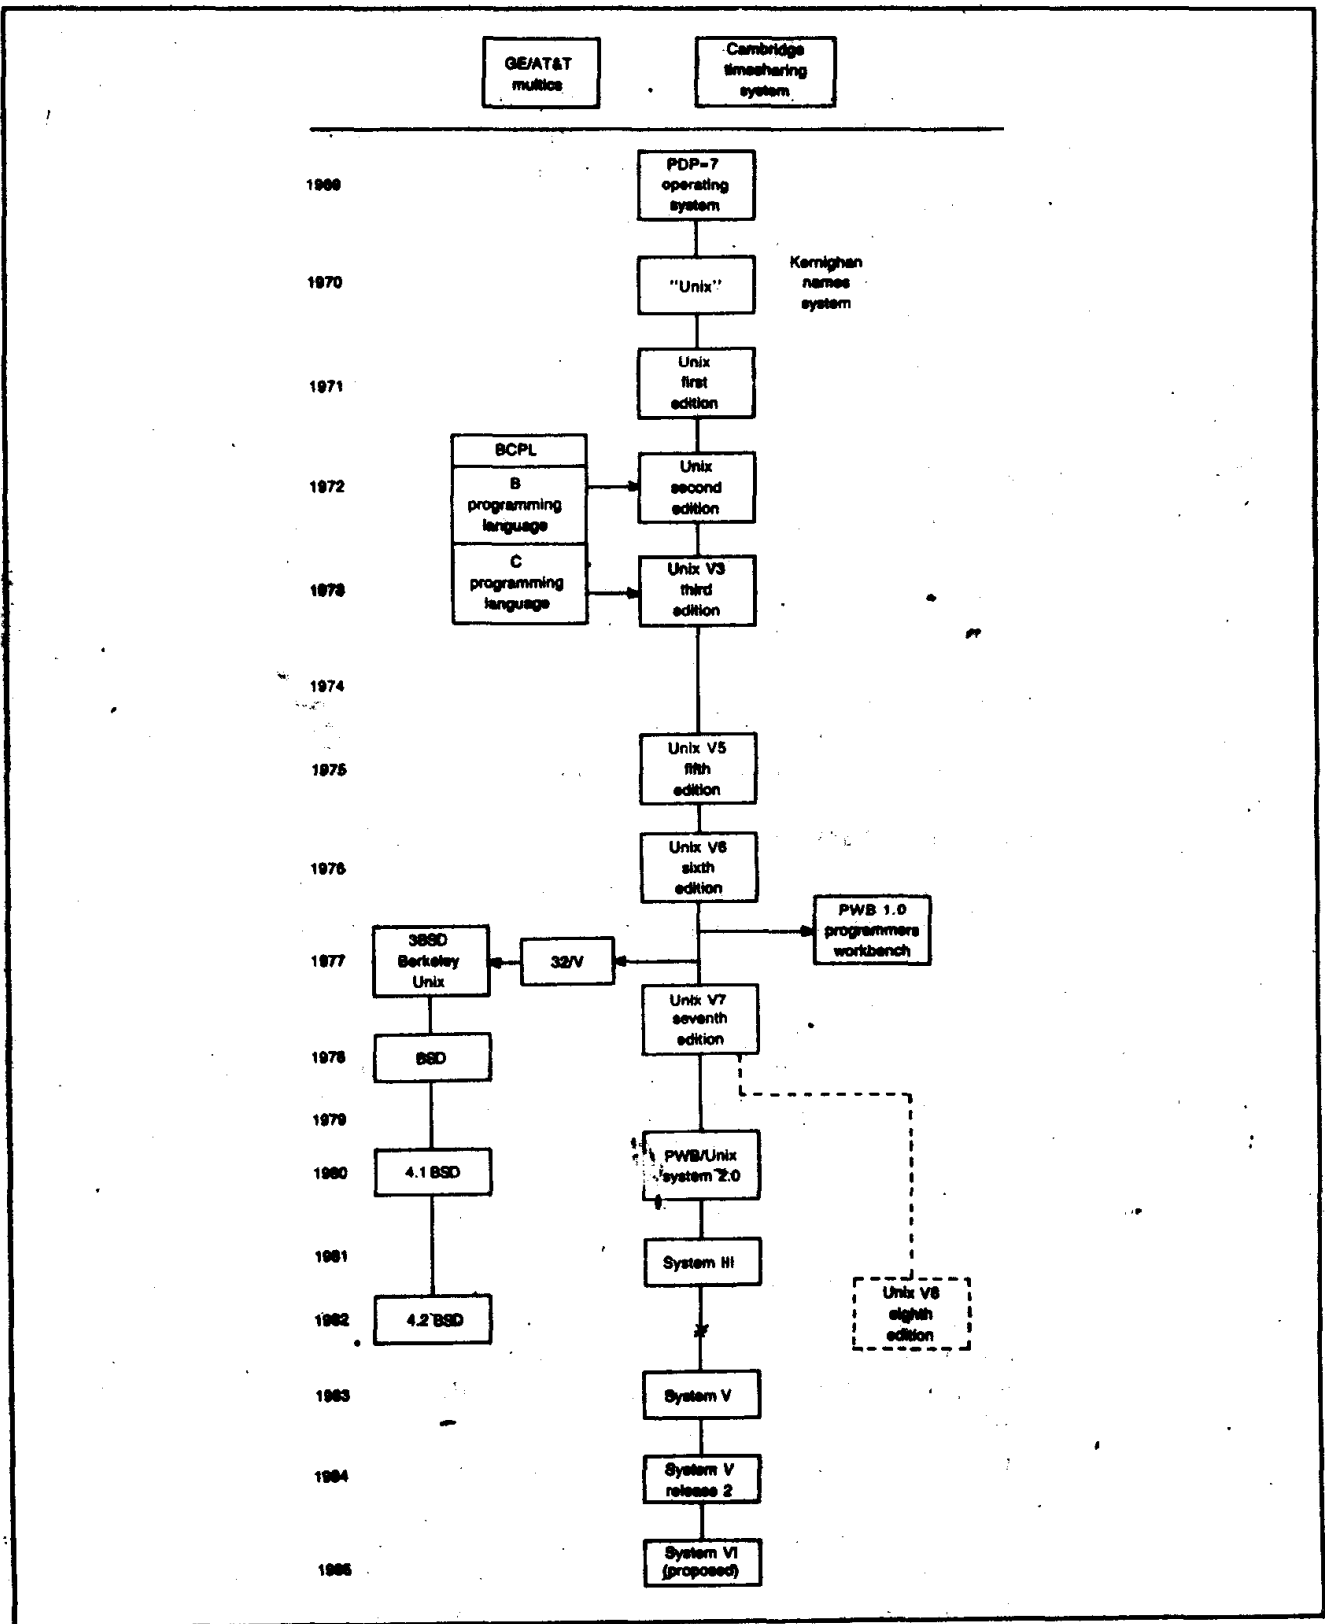 GE/AT&T
multics
Cambridge
timesharing
system
1969
PDP-7
operating
system
1970
"Unix"
Kernighan
names
system
1971
Unix
first
edition
BCPL
1972
B
programming
language
Unix
second
edition
1973
C
programming
language
Unix V3
third
edition
1974
1975
Unix V5
fifth
edition
1976
Unix V6
sixth
edition
PWB 1.0
programmers
workbench
1977
3BSD
Berkeley
Unix
32/V
Unix V7
seventh
edition
1978
BSD
1979
1980
4.1 BSD
PWB/Unix
system 2.0
1981
System III
1982
4.2 BSD
Unix V8
eighth
edition
1983
System V
1984
System V
release 2
1985
System VI
(proposed)